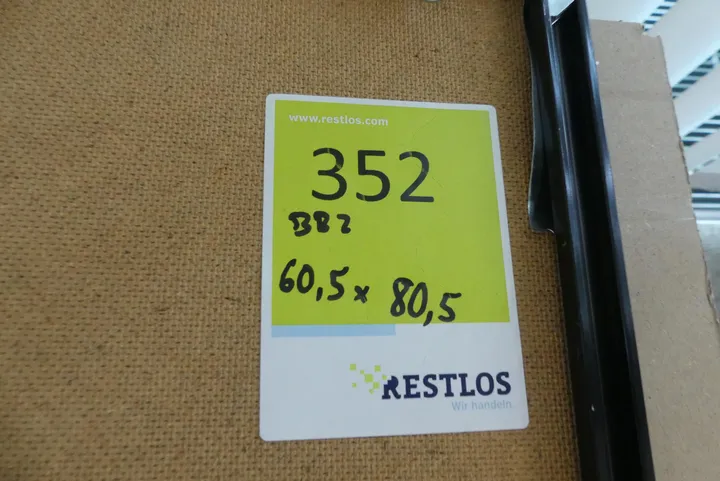 www.restlos.com
352
BB2
60,5 x 80,5
RESTLOS
Wir handeln